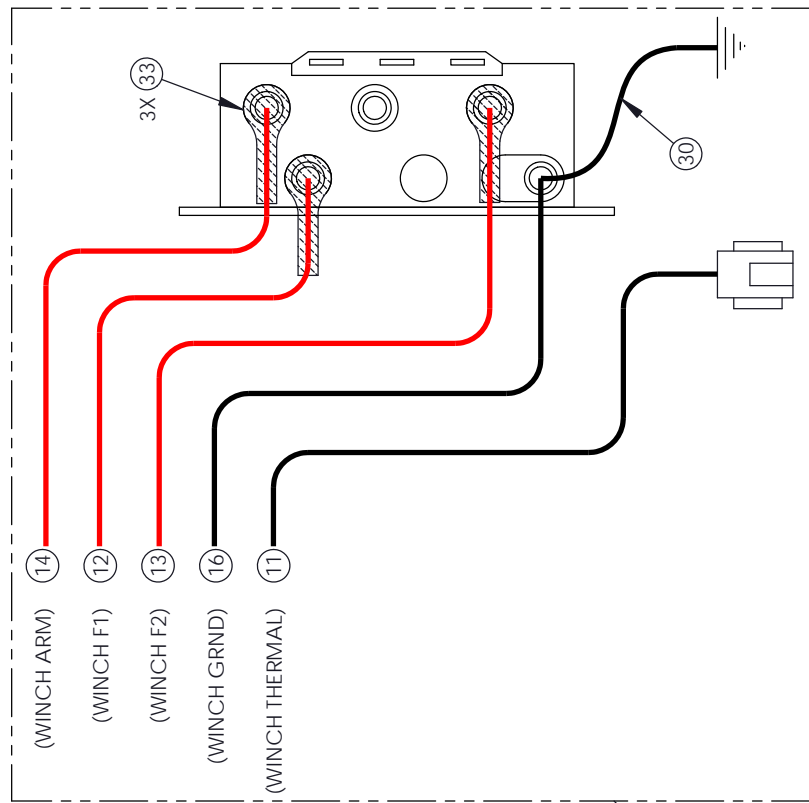 3X 33
30
14 (WINCH ARM)
12 (WINCH F1)
13 (WINCH F2)
16 (WINCH GRND)
11 (WINCH THERMAL)